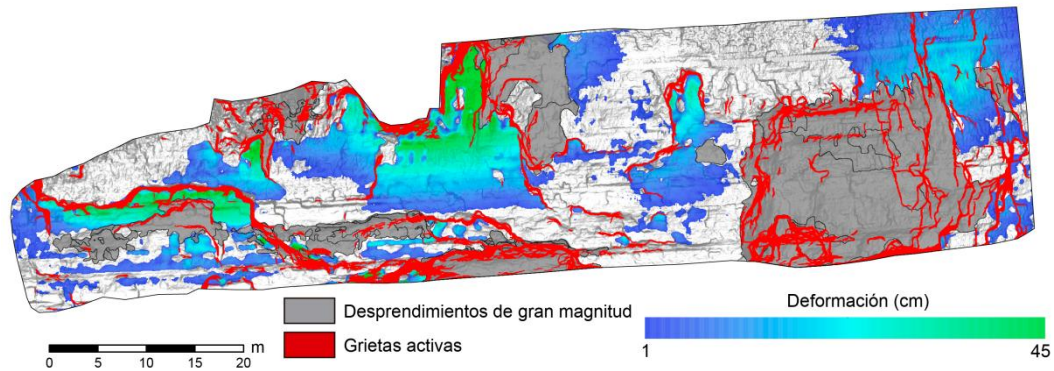 Desprendimientos de gran magnitud
Grietas activas
Deformación (cm)
1 45
m
0 5 10 15 20